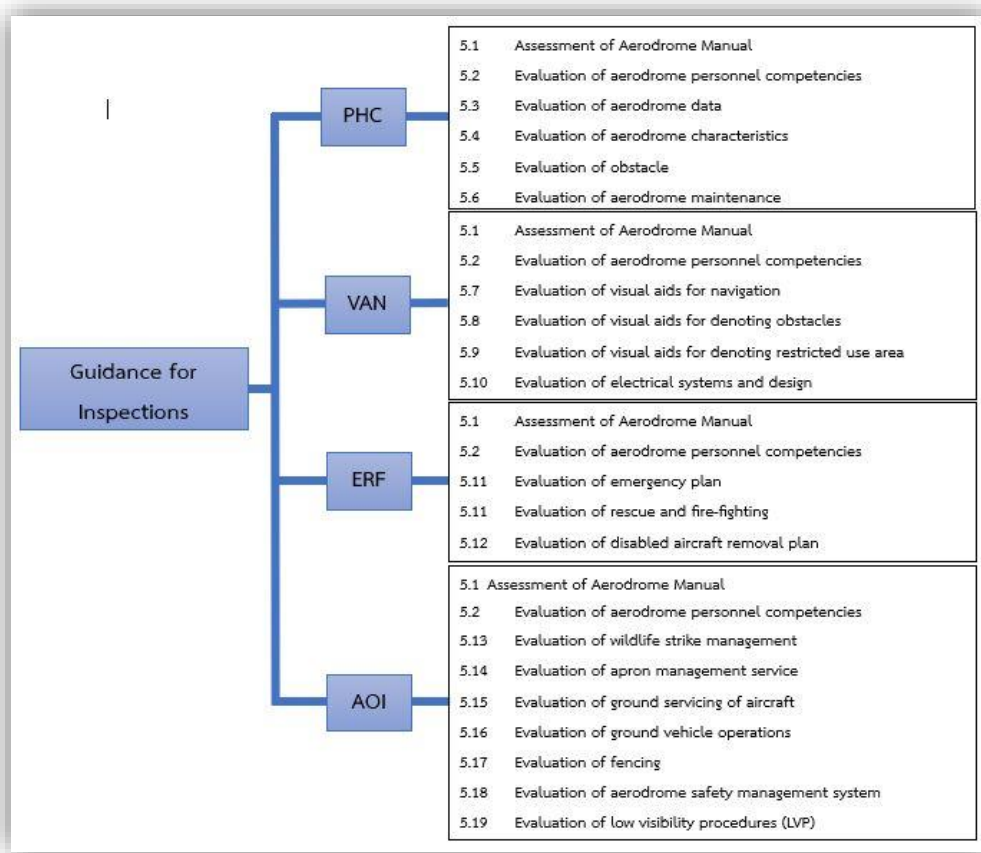 Guidance for
Inspections
PHC
5.1 Assessment of Aerodrome Manual
5.2 Evaluation of aerodrome personnel competencies
5.3 Evaluation of aerodrome data
5.4 Evaluation of aerodrome characteristics
5.5 Evaluation of obstacle
5.6 Evaluation of aerodrome maintenance
VAN
5.1 Assessment of Aerodrome Manual
5.2 Evaluation of aerodrome personnel competencies
5.7 Evaluation of visual aids for navigation
5.8 Evaluation of visual aids for denoting obstacles
5.9 Evaluation of visual aids for denoting restricted use area
5.10 Evaluation of electrical systems and design
ERF
5.1 Assessment of Aerodrome Manual
5.2 Evaluation of aerodrome personnel competencies
5.11 Evaluation of emergency plan
5.11 Evaluation of rescue and fire-fighting
5.12 Evaluation of disabled aircraft removal plan
AOI
5.1 Assessment of Aerodrome Manual
5.2 Evaluation of aerodrome personnel competencies
5.13 Evaluation of wildlife strike management
5.14 Evaluation of apron management service
5.15 Evaluation of ground servicing of aircraft
5.16 Evaluation of ground vehicle operations
5.17 Evaluation of fencing
5.18 Evaluation of aerodrome safety management system
5.19 Evaluation of low visibility procedures (LVP)